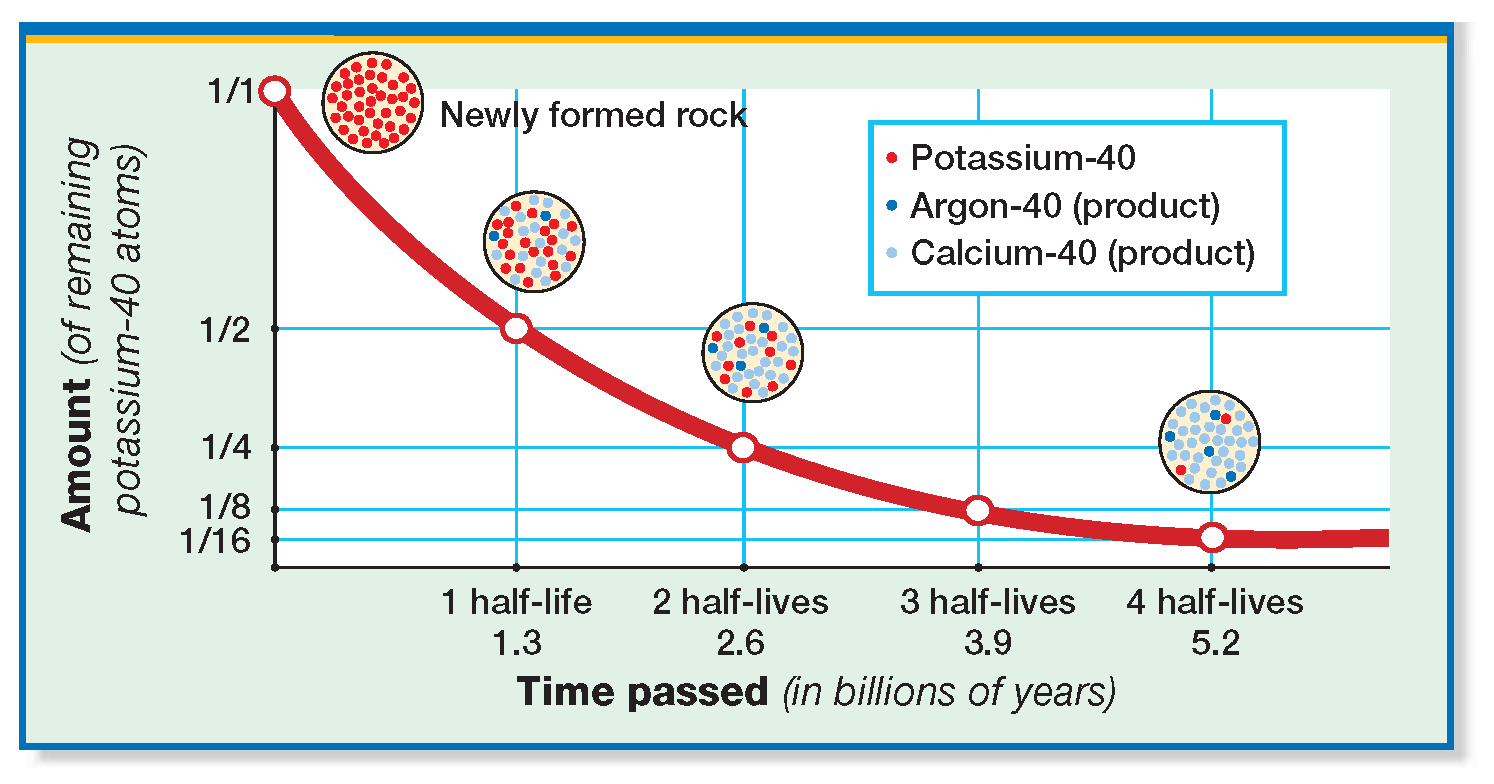 1/1
Newly formed rock
Potassium-40
Argon-40 (product)
Calcium-40 (product)
Amount (of remaining
potassium-40 atoms)
1/2
1/4
1/8
1/16
1 half-life 2 half-lives 3 half-lives 4 half-lives
1.3 2.6 3.9 5.2
Time passed (in billions of years)